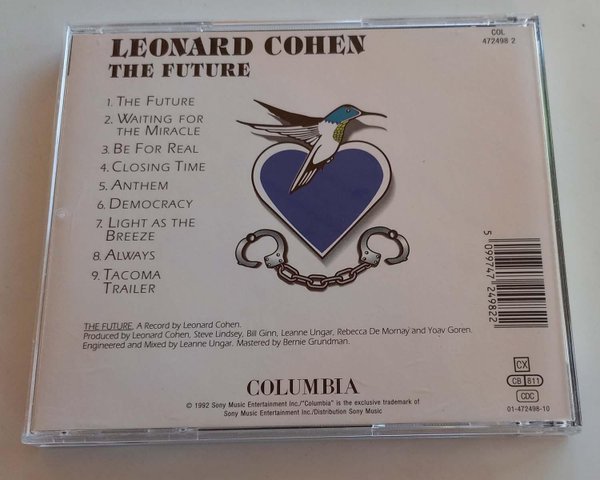 LEONARD COHEN
THE FUTURE
COL
472498 2
1. THE FUTURE
2. WAITING FOR
THE MIRACLE
3. BE FOR REAL
4. CLOSING TIME
5. ANTHEM
6. DEMOCRACY
7. LIGHT AS THE
BREEZE
8. ALWAYS
9. TACOMA
TRAILER
5 099747 249822
THE FUTURE. A Record by Leonard Cohen.
Produced by Leonard Cohen, Steve Lindsey, Bill Ginn, Leanne Ungar, Rebecca De Mornay and Yoav Goren.
Engineered and Mixed by Leanne Ungar. Mastered by Bernie Grundman.
COLUMBIA
© 1992 Sony Music Entertainment Inc./"Columbia" is the exclusive trademark of
Sony Music Entertainment Inc./Distribution Sony Music
CX
CB 811
CDC
01-472498-10